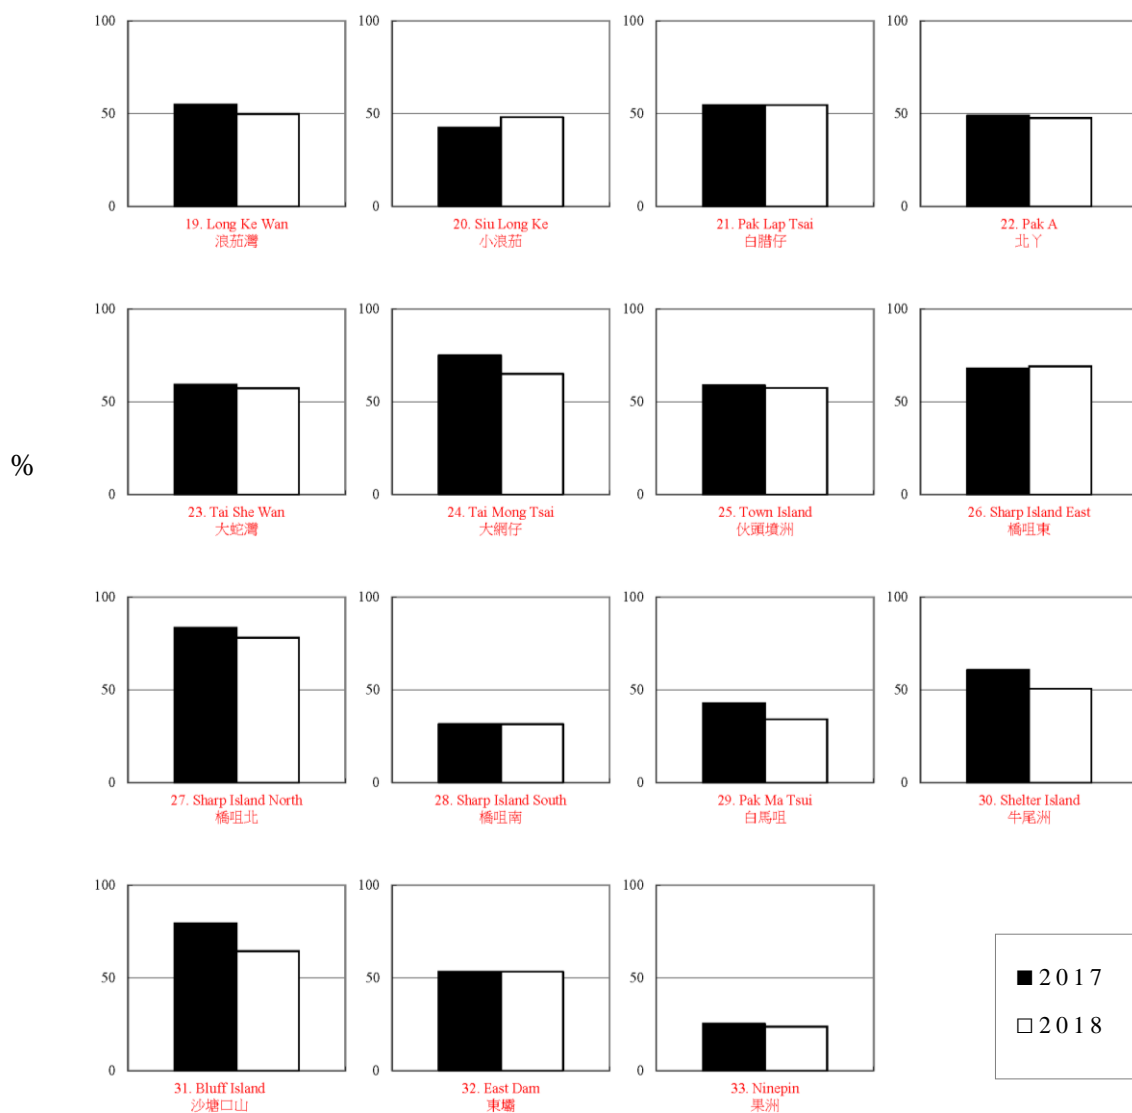 100
50
0
19. Long Ke Wan
浪茄灣
100
50
0
20. Siu Long Ke
小浪茄
100
50
0
21. Pak Lap Tsai
白腊仔
100
50
0
22. Pak A
北丫
%
100
50
0
23. Tai She Wan
大蛇灣
100
50
0
24. Tai Mong Tsai
大網仔
100
50
0
25. Town Island
伙頭墳洲
100
50
0
26. Sharp Island East
橋咀東
100
50
0
27. Sharp Island North
橋咀北
100
50
0
28. Sharp Island South
橋咀南
100
50
0
29. Pak Ma Tsui
白馬咀
100
50
0
30. Shelter Island
牛尾洲
100
50
0
31. Bluff Island
沙塘口山
100
50
0
32. East Dam
東壩
100
50
0
33. Ninepin
果洲
2017
2018